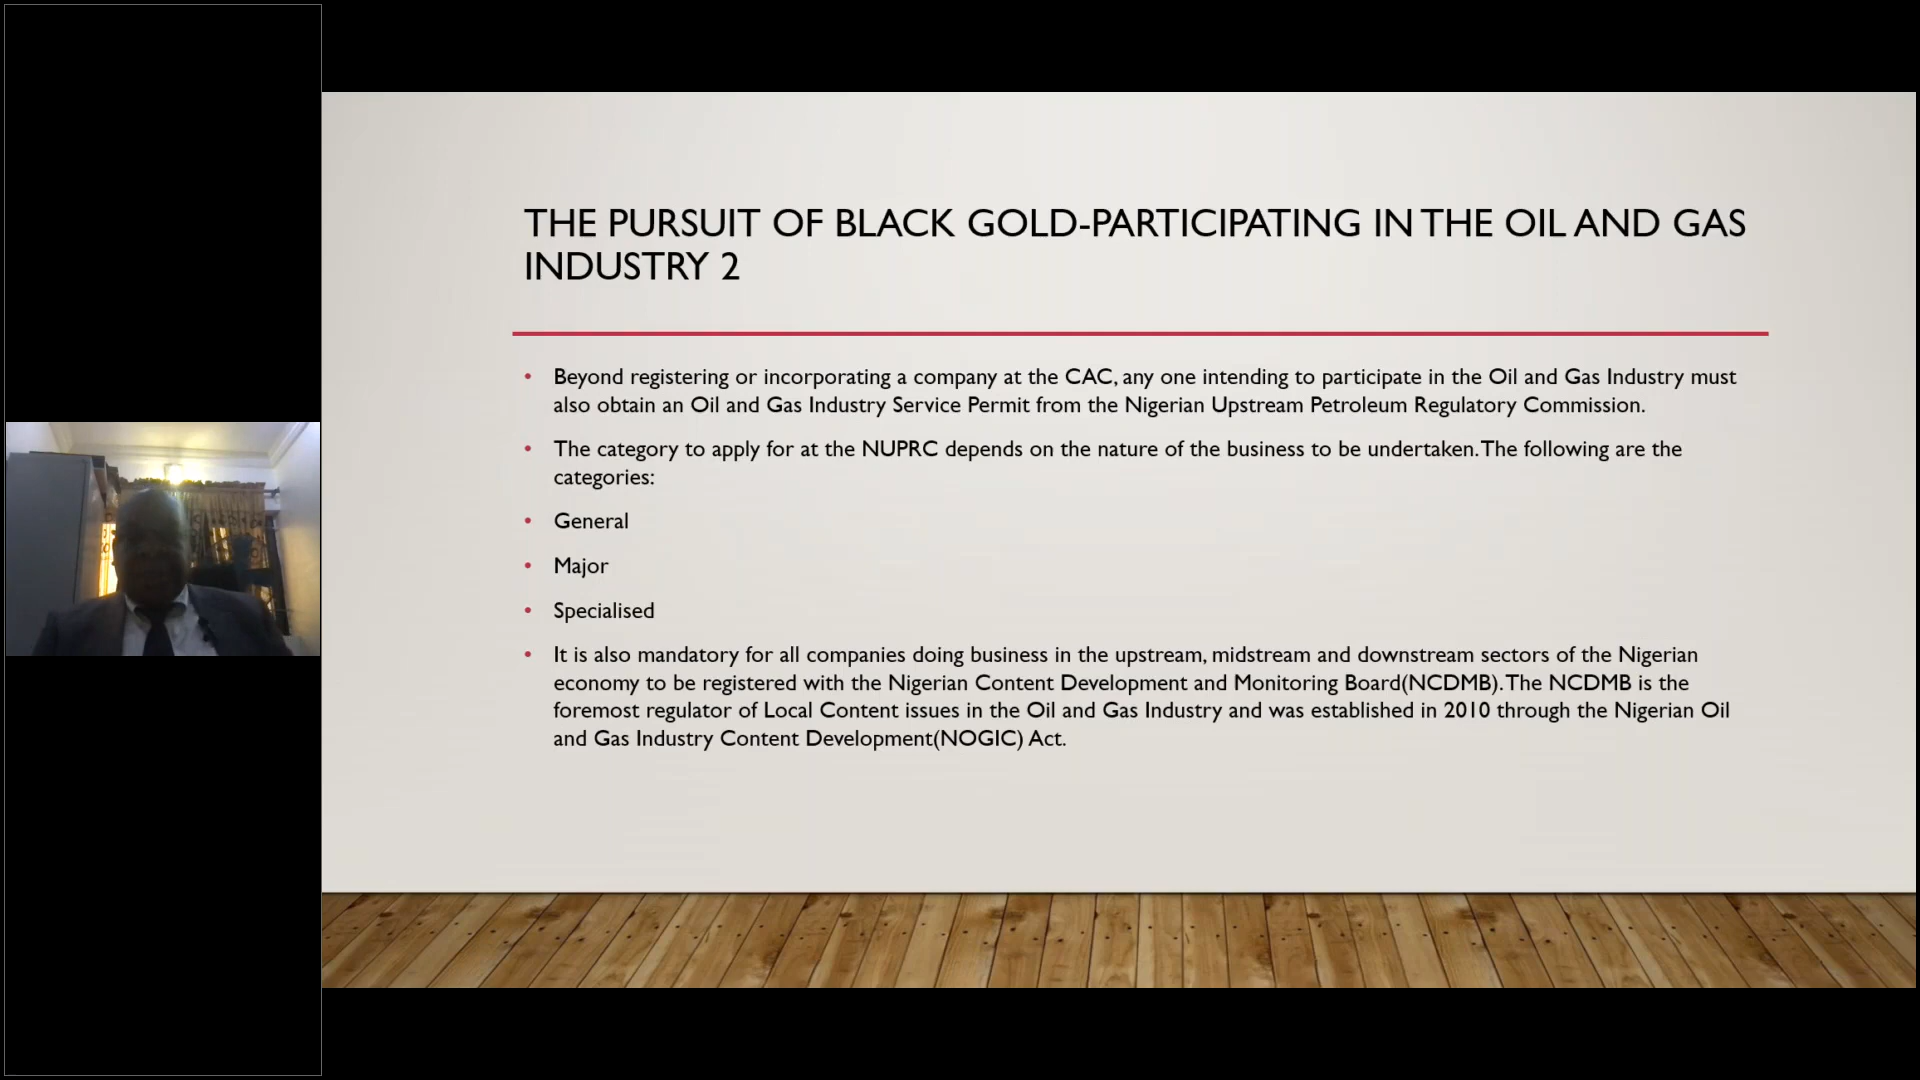 THE PURSUIT OF BLACK GOLD-PARTICIPATING IN THE OIL AND GAS
INDUSTRY 2
• Beyond registering or incorporating a company at the CAC, any one intending to participate in the Oil and Gas Industry must
also obtain an Oil and Gas Industry Service Permit from the Nigerian Upstream Petroleum Regulatory Commission.
• The category to apply for at the NUPRC depends on the nature of the business to be undertaken. The following are the
categories:
• General
• Major
• Specialised
• It is also mandatory for all companies doing business in the upstream, midstream and downstream sectors of the Nigerian
economy to be registered with the Nigerian Content Development and Monitoring Board(NCDMB). The NCDMB is the
foremost regulator of Local Content issues in the Oil and Gas Industry and was established in 2010 through the Nigerian Oil
and Gas Industry Content Development(NOGIC) Act.